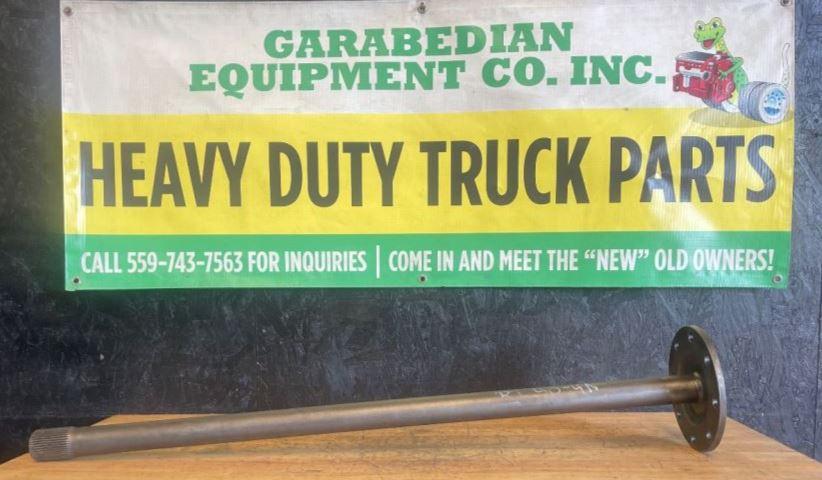 GARABEDIAN
EQUIPMENT CO. INC.
HEAVY DUTY TRUCK PARTS
CALL 559-743-7563 FOR INQUIRIES | COME IN AND MEET THE “NEW” OLD OWNERS!